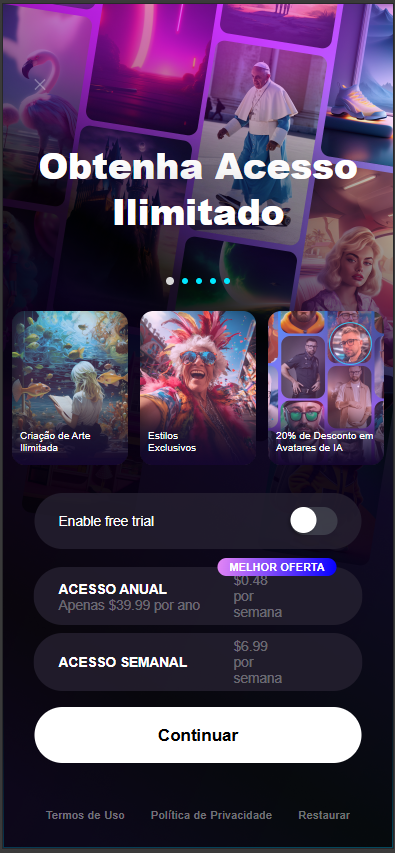 Obtenha Acesso
Ilimitado
Criação de Arte
Ilimitada
Estilos
Exclusivos
20% de Desconto em
Avatares de IA
Enable free trial
MELHOR OFERTA
ACESSO ANUAL
Apenas $39.99 por ano
$0.48
por
semana
ACESSO SEMANAL
$6.99
por
semana
Continuar
Termos de Uso
Política de Privacidade
Restaurar